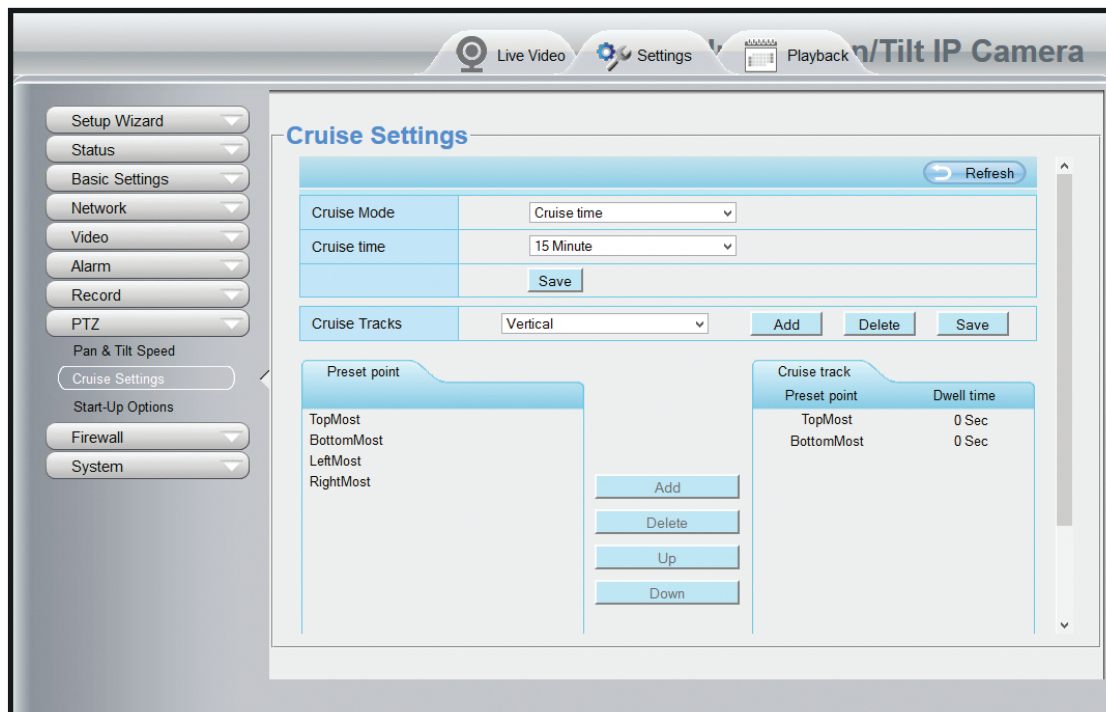 Live Video Settings Playback n/Tilt IP Camera
Setup Wizard
Status
Basic Settings
Network
Video
Alarm
Record
PTZ
Pan & Tilt Speed
Cruise Settings
Start-Up Options
Firewall
System
Cruise Settings
Refresh
Cruise Mode Cruise time
Cruise time 15 Minute
Save
Cruise Tracks Vertical Add Delete Save
Preset point
TopMost
BottomMost
LeftMost
RightMost
Add
Delete
Up
Down
Cruise track
Preset point Dwell time
TopMost 0 Sec
BottomMost 0 Sec